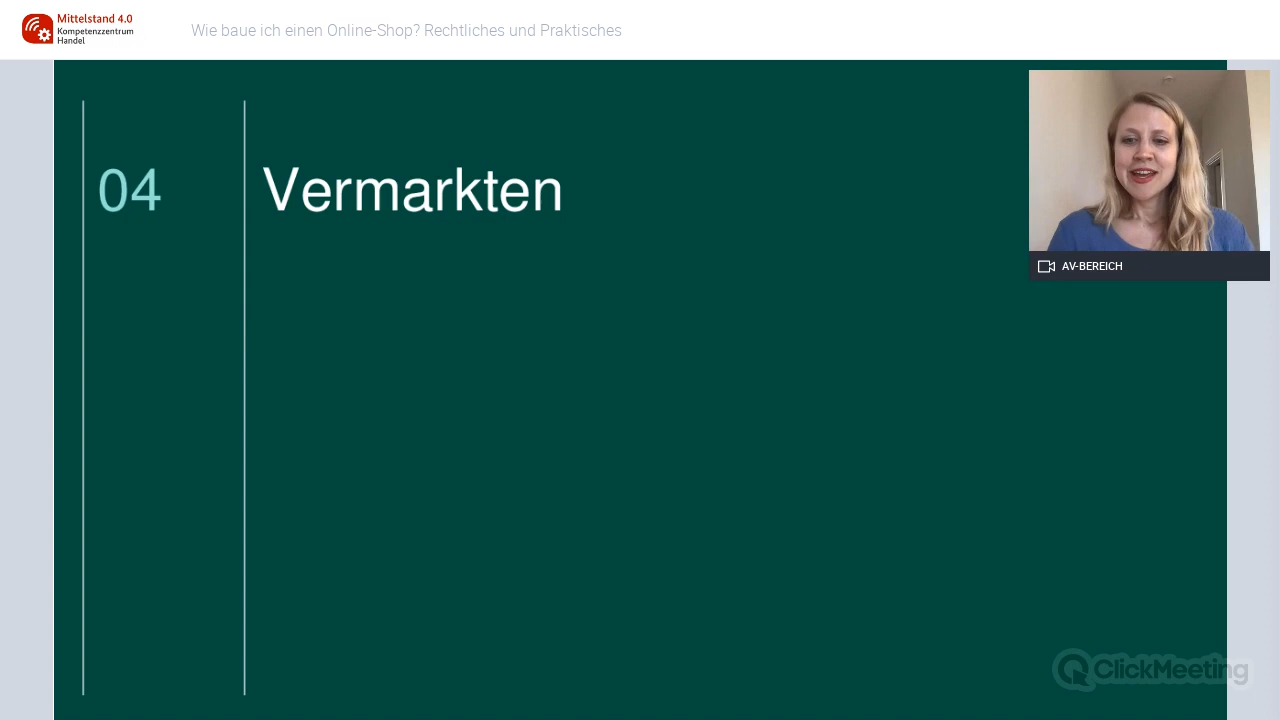 Mittelstand 4.0
Kompetenzzentrum
Handel
Wie baue ich einen Online-Shop? Rechtliches und Praktisches
04 Vermarkten
AV-BEREICH
ClickMeeting